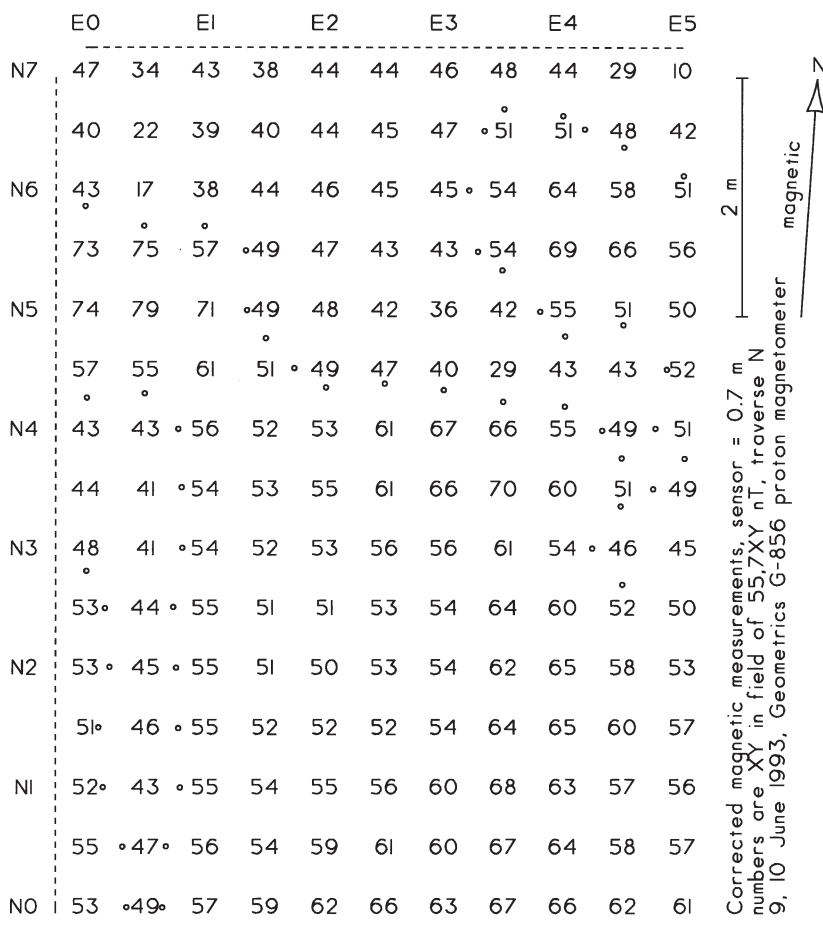 E0 E1 E2 E3 E4 E5
N7 47 34 43 38 44 44 46 48 44 29 10
40 22 39 40 44 45 47 51 51 48 42
N6 43 17 38 44 46 45 45 54 64 58 51
73 75 57 49 47 43 43 54 69 66 56
N5 74 79 71 49 48 42 36 42 55 51 50
57 55 61 51 49 47 40 29 43 43 52
N4 43 43 56 52 53 61 67 66 55 49 51
44 41 54 53 55 61 66 70 60 51 49
N3 48 41 54 52 53 56 56 61 54 46 45
53 44 55 51 51 53 54 64 60 52 50
N2 53 45 55 51 50 53 54 62 65 58 53
51 46 55 52 52 52 54 64 65 60 57
N1 52 43 55 54 55 56 60 68 63 57 56
55 47 56 54 59 61 60 67 64 58 57
N0 53 49 57 59 62 66 63 67 66 62 61
N
magnetic
2 m
Corrected magnetic measurements, sensor = 0.7 m
numbers are XY in field of 55,7XY nT, traverse N
9, 10 June 1993, Geometrics G-856 proton magnetometer